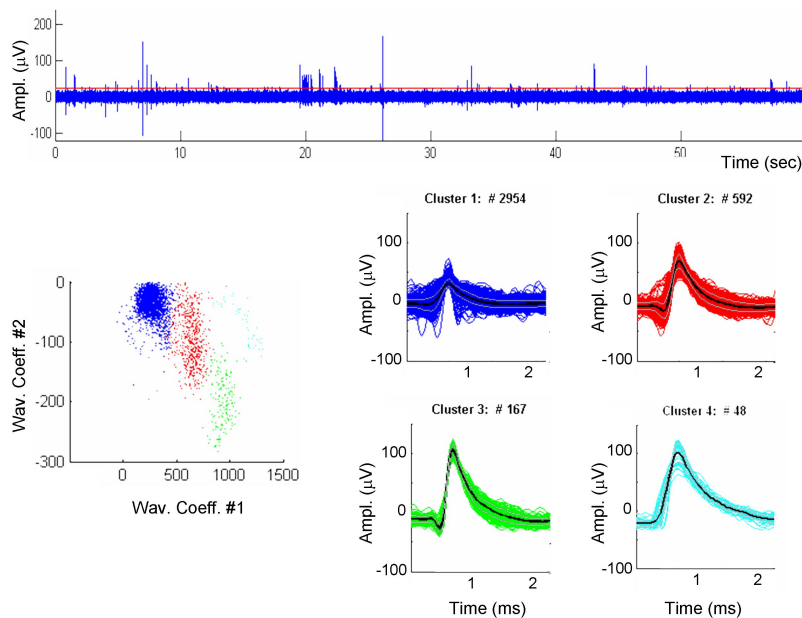 Ampl. (µV)
200
100
0
-100
0
10
20
30
40
50
Time (sec)
Wav. Coeff. #2
0
-100
-200
-300
0
500
1000
1500
Wav. Coeff. #1
Cluster 1: # 2954
Ampl. (µV)
100
0
-100
1
2
Cluster 2: # 592
Ampl. (µV)
100
0
-100
1
2
Cluster 3: # 167
Ampl. (µV)
100
0
-100
1
2
Time (ms)
Cluster 4: # 48
Ampl. (µV)
100
0
-100
1
2
Time (ms)